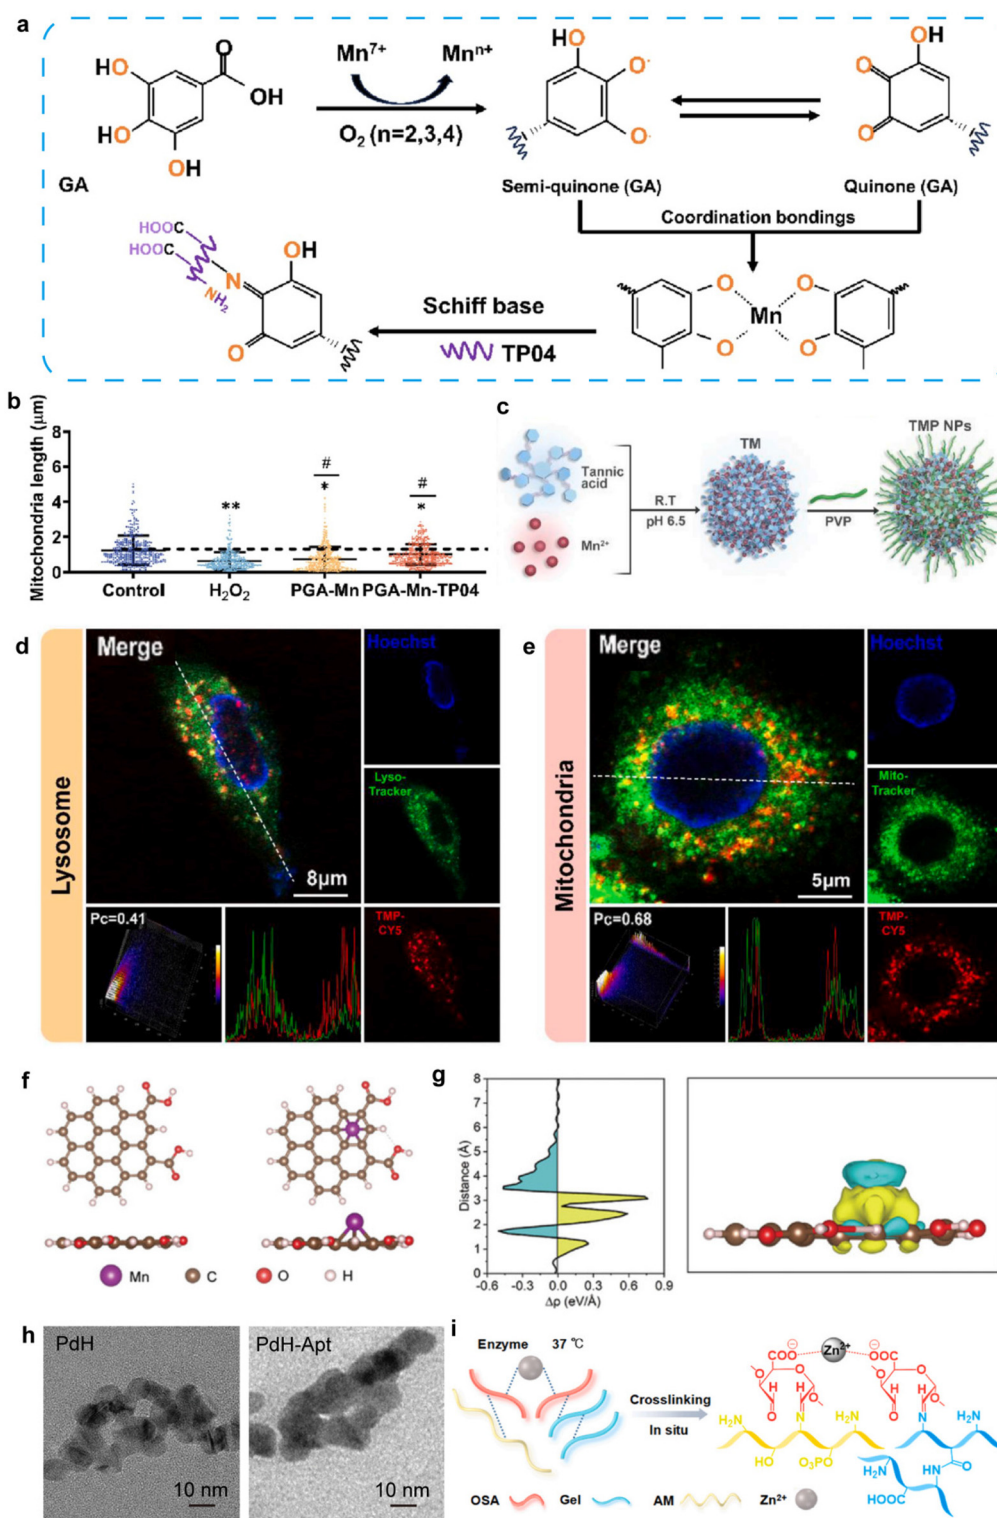 a
HO
O
OH
HO
OH
GA
Mn7+ Mnn+
O2 (n=2,3,4)
HO
O·
O·
Semi-quinone (GA)
OH
O
O
Quinone (GA)
Coordination bondings
O
O
Mn
O
O
Schiff base
TP04
HOOC
HOOC
N
NH2
OH
O
b
Mitochondria length (μm)
8
6
4
2
0
**
#
*
#
*
Control H2O2 PGA-Mn PGA-Mn-TP04
c
Tannic
acid
Mn2+
R.T
pH 6.5
TM
PVP
TMP NPs
d
Lysosome
Merge
8μm
Hoechst
Lyso-
Tracker
TMP-
CY5
Pc=0.41
e
Mitochondria
Merge
5μm
Hoechst
Mito-
Tracker
TMP-
CY5
Pc=0.68
f
Mn C O H
g
Distance (Å)
8
7
6
5
4
3
2
1
0
-0.6 -0.3 0.0 0.3 0.6 0.9
Δρ (eV/Å)
h
PdH
10 nm
PdH-Apt
10 nm
i
Enzyme 37 ℃
Crosslinking
In situ
OSA Gel AM Zn2+
Zn2+
COO⊖
⊖OOC
O
O
H
H
O
O
O
O
H
H
O
O
H2N
N
H2N
HO
O3PO
N
H2N
O
HN
H2N
HOOC